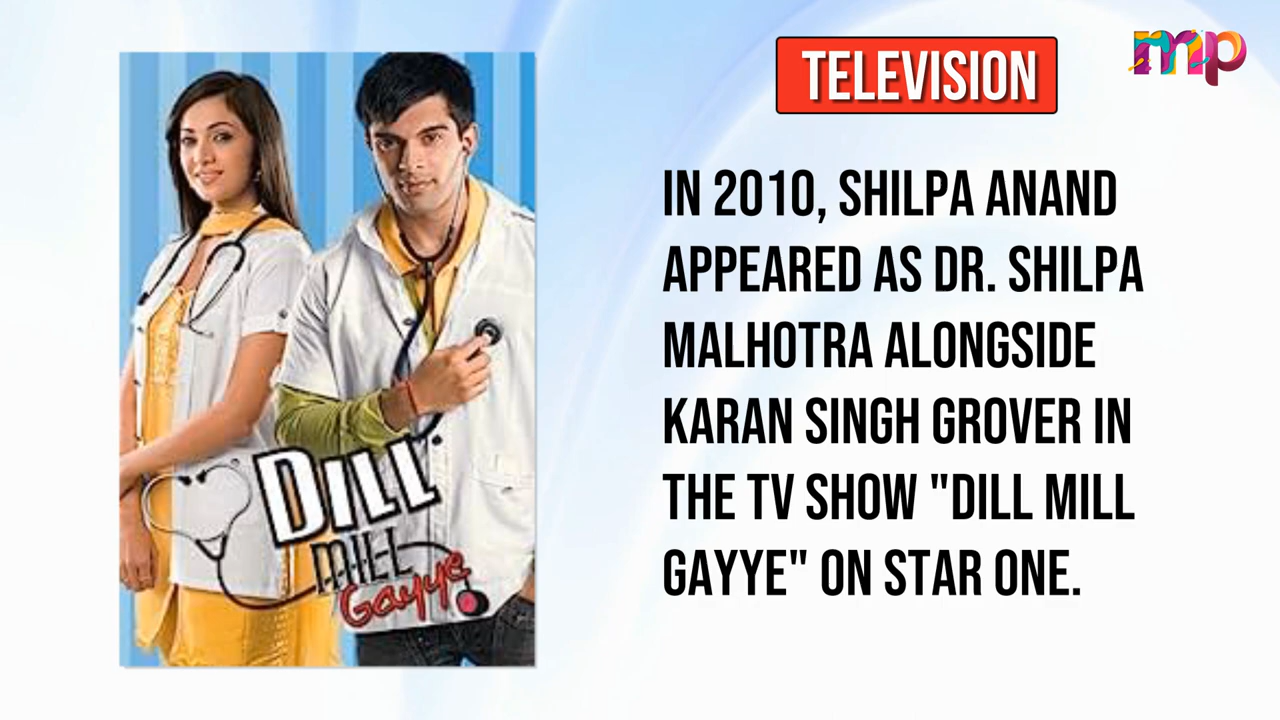 TELEVISION
mp
IN 2010, SHILPA ANAND
APPEARED AS DR. SHILPA
MALHOTRA ALONGSIDE
KARAN SINGH GROVER IN
THE TV SHOW "DILL MILL
GAYYE" ON STAR ONE.
DILL
MILL
Gayye